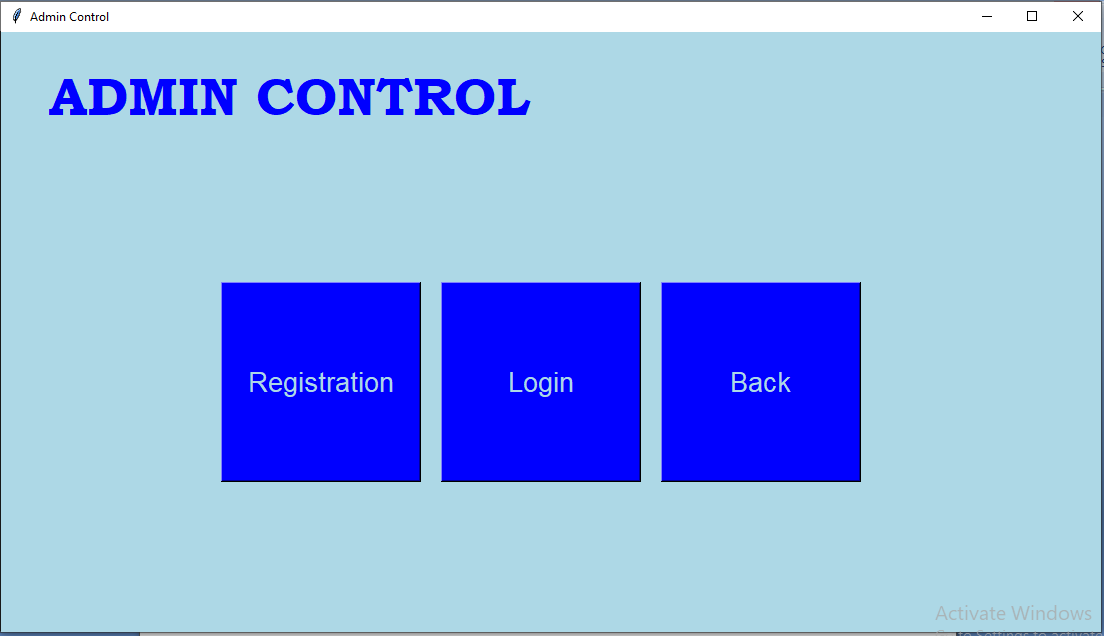 Admin Control
ADMIN CONTROL
Registration
Login
Back
Activate Windows